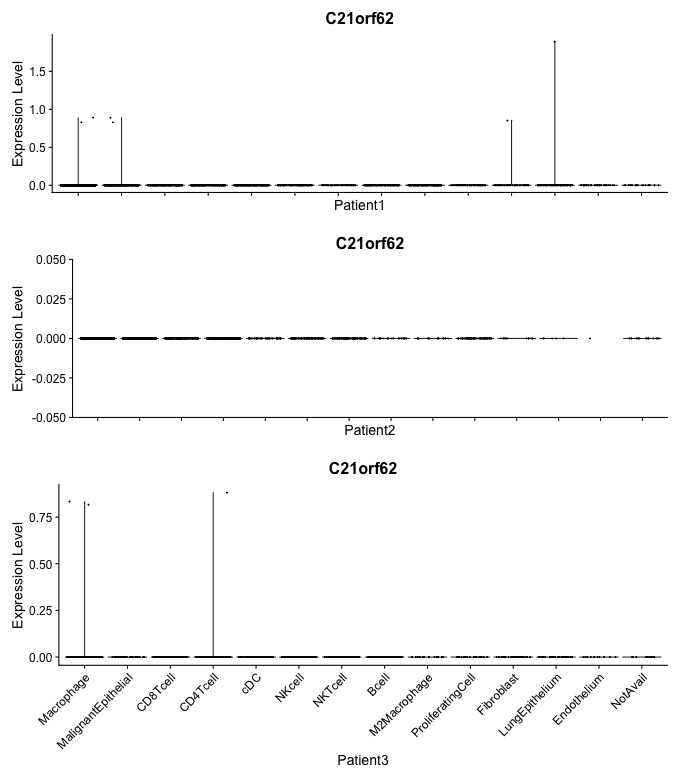 C21orf62
Expression Level
1.5
1.0
0.5
0.0
Patient1
C21orf62
Expression Level
0.050
0.025
0.000
-0.025
-0.050
Patient2
C21orf62
Expression Level
0.75
0.50
0.25
0.00
Macrophage
MalignantEpithelial
CD8Tcell
CD4Tcell
cDC
NKcell
NKTcell
Bcell
M2Macrophage
ProliferatingCell
Fibroblast
LungEpithelium
Endothelium
NotAvail
Patient3